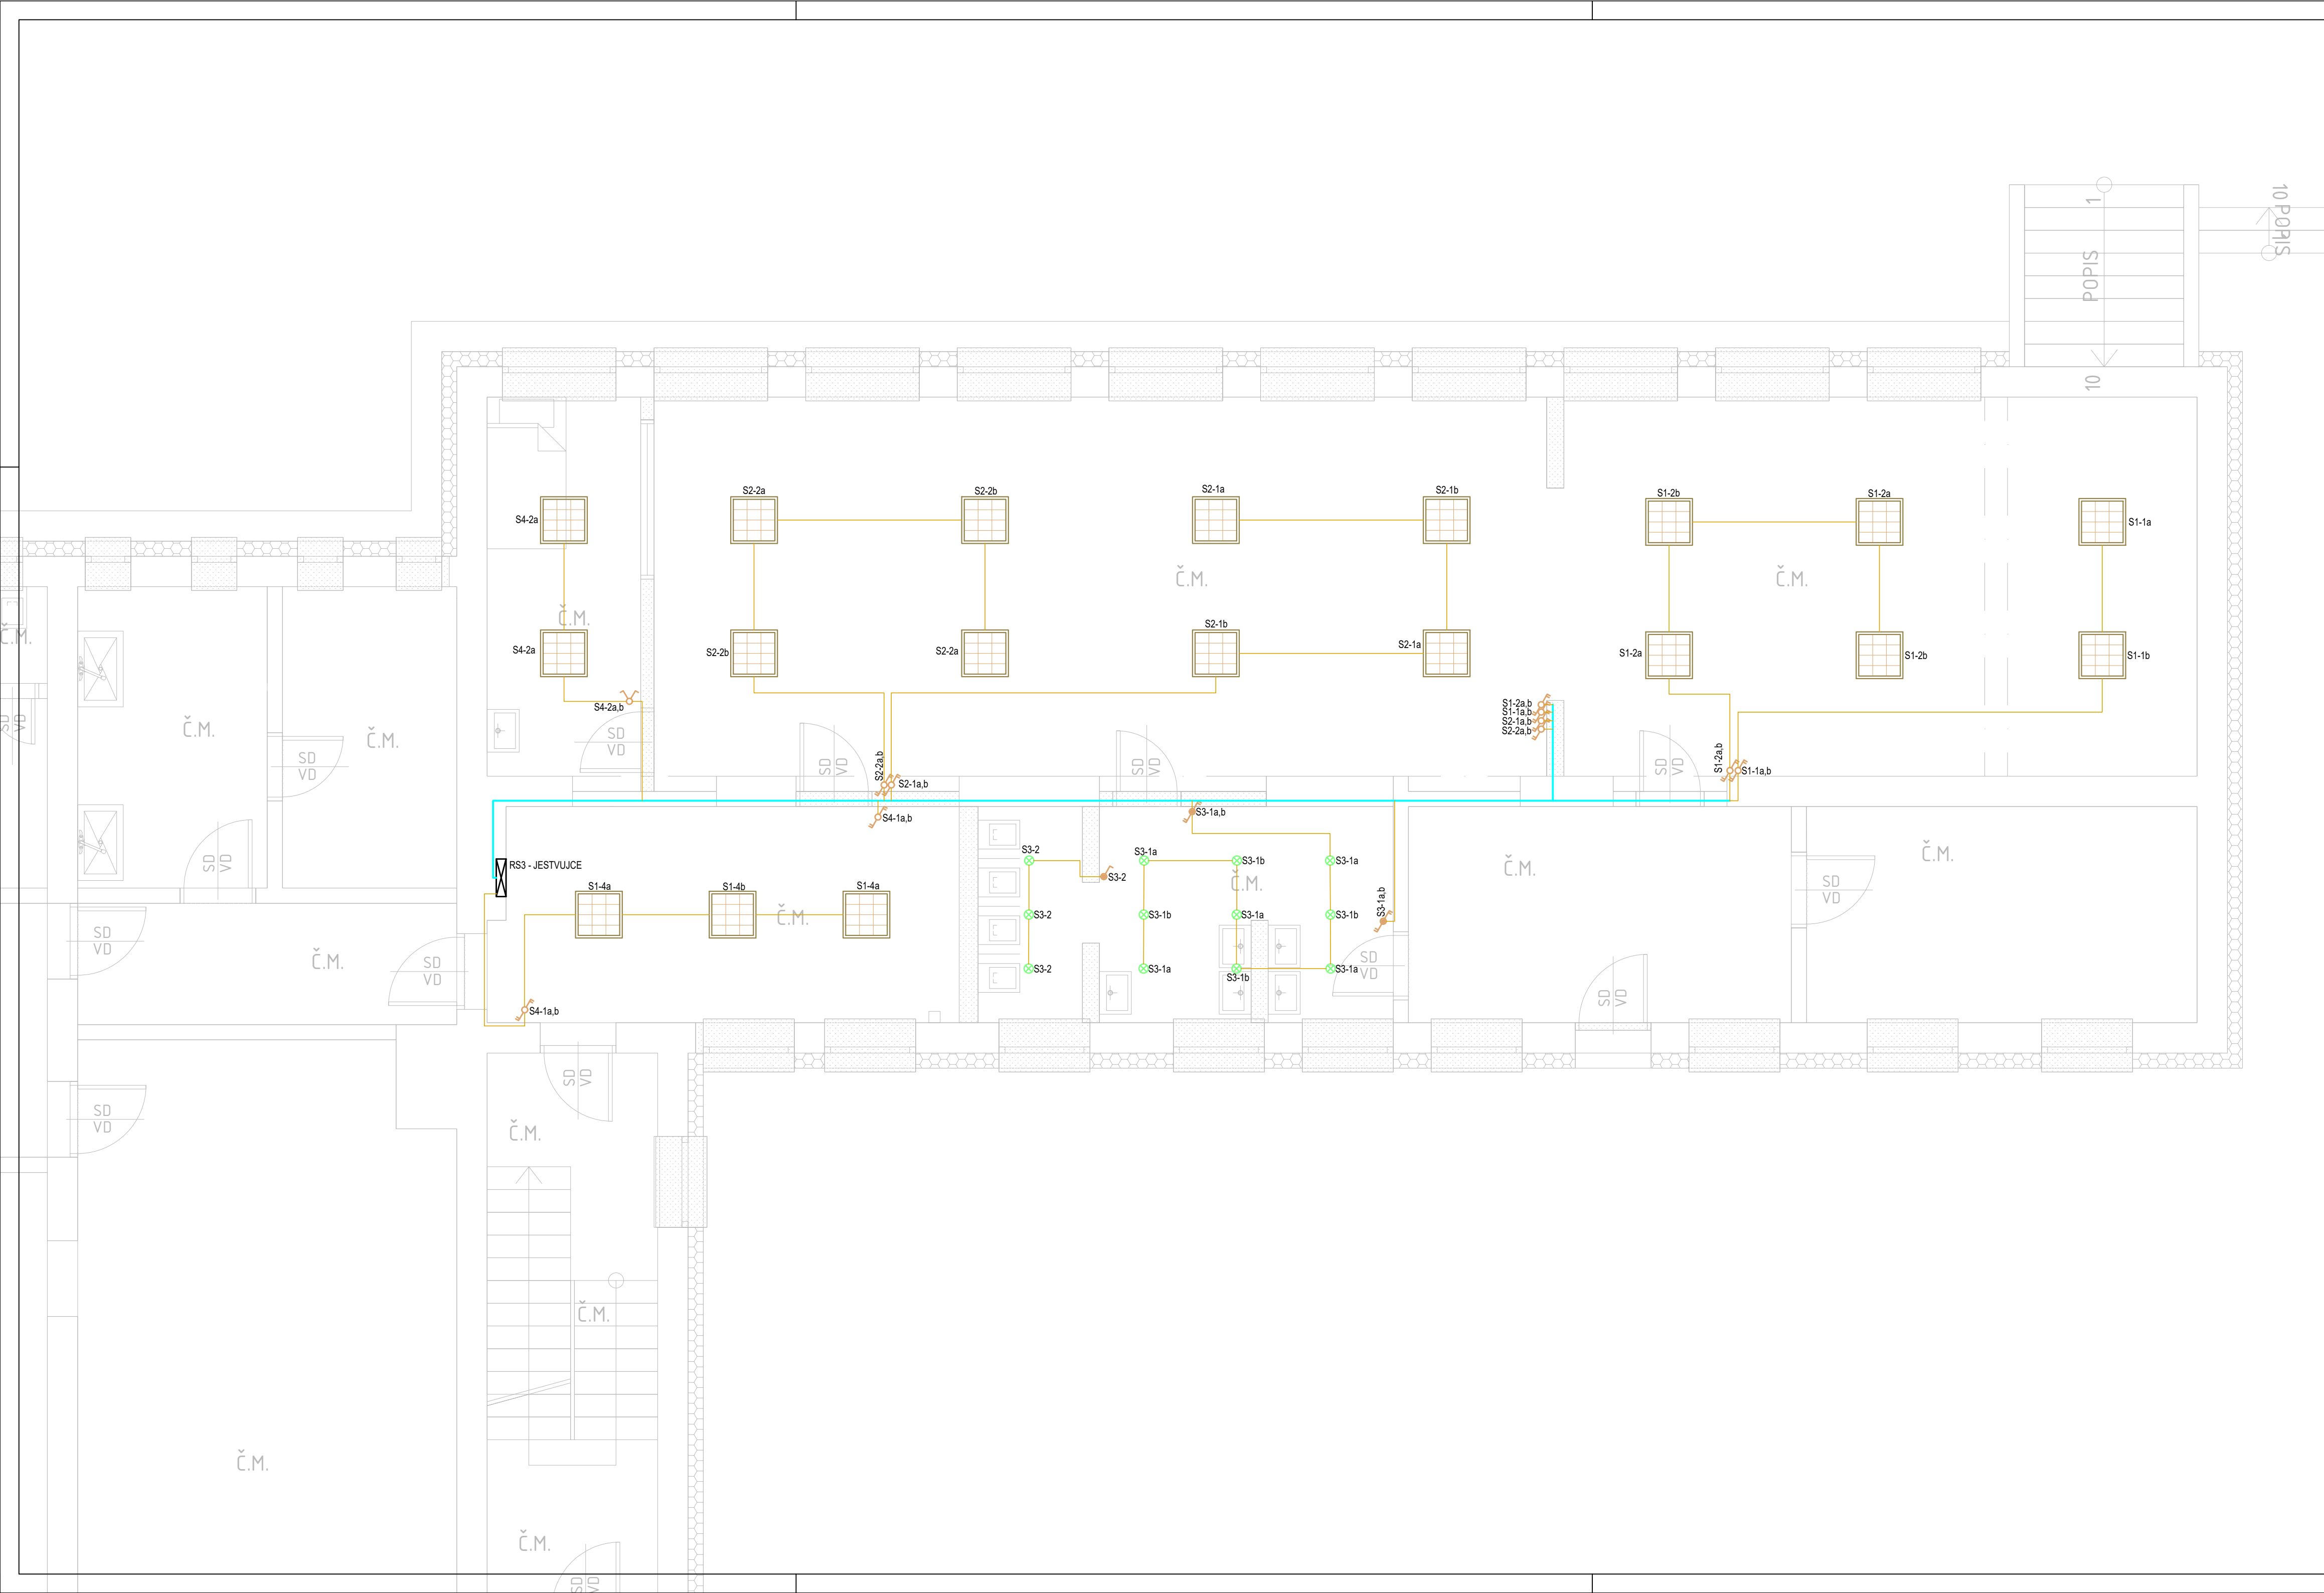 1
10 POPIS
POPIS
10
S2-2a
S2-2b
S2-1a
S2-1b
S1-2b
S1-2a
S1-1a
S4-2a
Č.M.
Č.M.
Č.M.
Č.M.
S4-2a
S2-2b
S2-2a
S2-1b
S2-1a
S1-2a
S1-2b
S1-1b
S4-2a,b
S1-2a,b
S1-1a,b
S2-1a,b
S2-2a,b
SD
VD
Č.M.
Č.M.
SD
VD
SD
VD
SD
VD
SD
VD
SD
VD
S2-2a,b
S2-1a,b
S1-2a,b
S1-1a,b
S4-1a,b
S3-1a,b
SD
VD
RS3 - JESTVUJCE
S3-2
S3-1a
S3-1b
S3-1a
S3-2
Č.M.
Č.M.
Č.M.
SD
VD
S1-4a
S1-4b
S1-4a
Č.M.
S3-2
S3-1b
S3-1a
S3-1b
S3-1a,b
SD
VD
Č.M.
SD
VD
S3-2
S3-1a
S3-1b
S3-1a
SD
VD
SD
VD
S4-1a,b
SD
VD
SD
VD
Č.M.
Č.M.
Č.M.
Č.M.
SD
VD